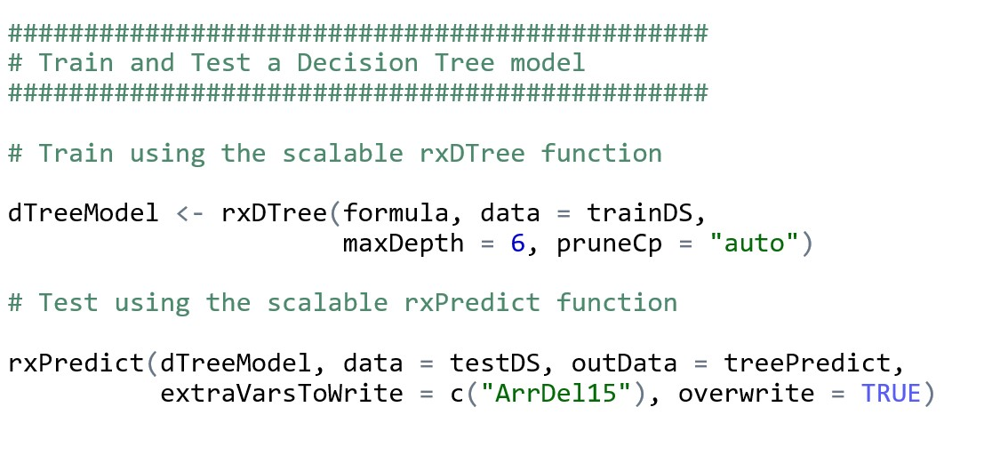 ##############################################
# Train and Test a Decision Tree model
##############################################
# Train using the scalable rxDTree function
dTreeModel <- rxDTree(formula, data = trainDS,
                      maxDepth = 6, pruneCp = "auto")
# Test using the scalable rxPredict function
rxPredict(dTreeModel, data = testDS, outData = treePredict,
          extraVarsToWrite = c("ArrDel15"), overwrite = TRUE)